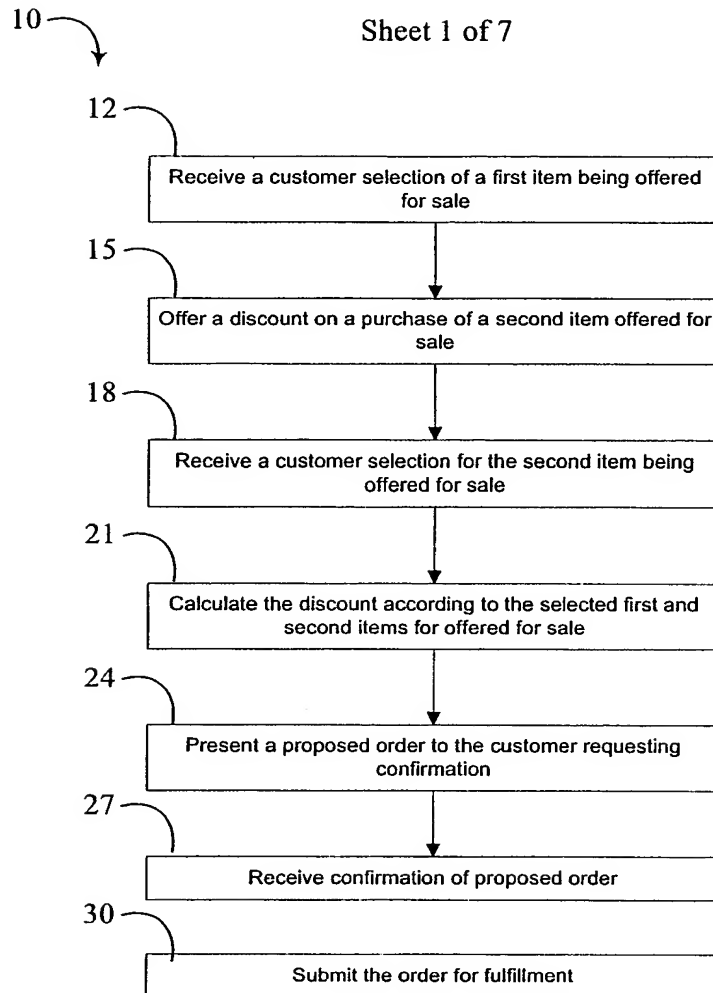 10
Sheet 1 of 7
12
Receive a customer selection of a first item being offered
for sale
15
Offer a discount on a purchase of a second item offered for
sale
18
Receive a customer selection for the second item being
offered for sale
21
Calculate the discount according to the selected first and
second items for offered for sale
24
Present a proposed order to the customer requesting
confirmation
27
Receive confirmation of proposed order
30
Submit the order for fulfillment